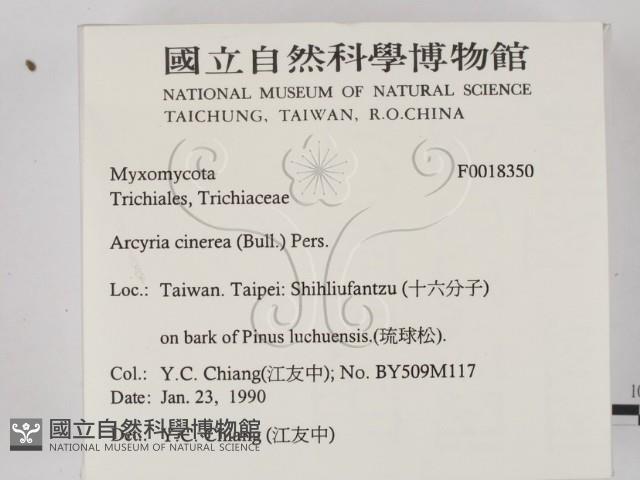 國立自然科學博物館
NATIONAL MUSEUM OF NATURAL SCIENCE
TAICHUNG, TAIWAN, R.O.CHINA
Myxomycota F0018350
Trichiales, Trichiaceae
Arcyria cinerea (Bull.) Pers.
Loc.: Taiwan. Taipei: Shihliufantzu (十六分子)
on bark of Pinus luchuensis.(琉球松).
Col.: Y.C. Chiang(江友中); No. BY509M117
Date: Jan. 23, 1990
Det.: Y.C. Chiang (江友中)
國立自然科學博物館
NATIONAL MUSEUM OF NATURAL SCIENCE